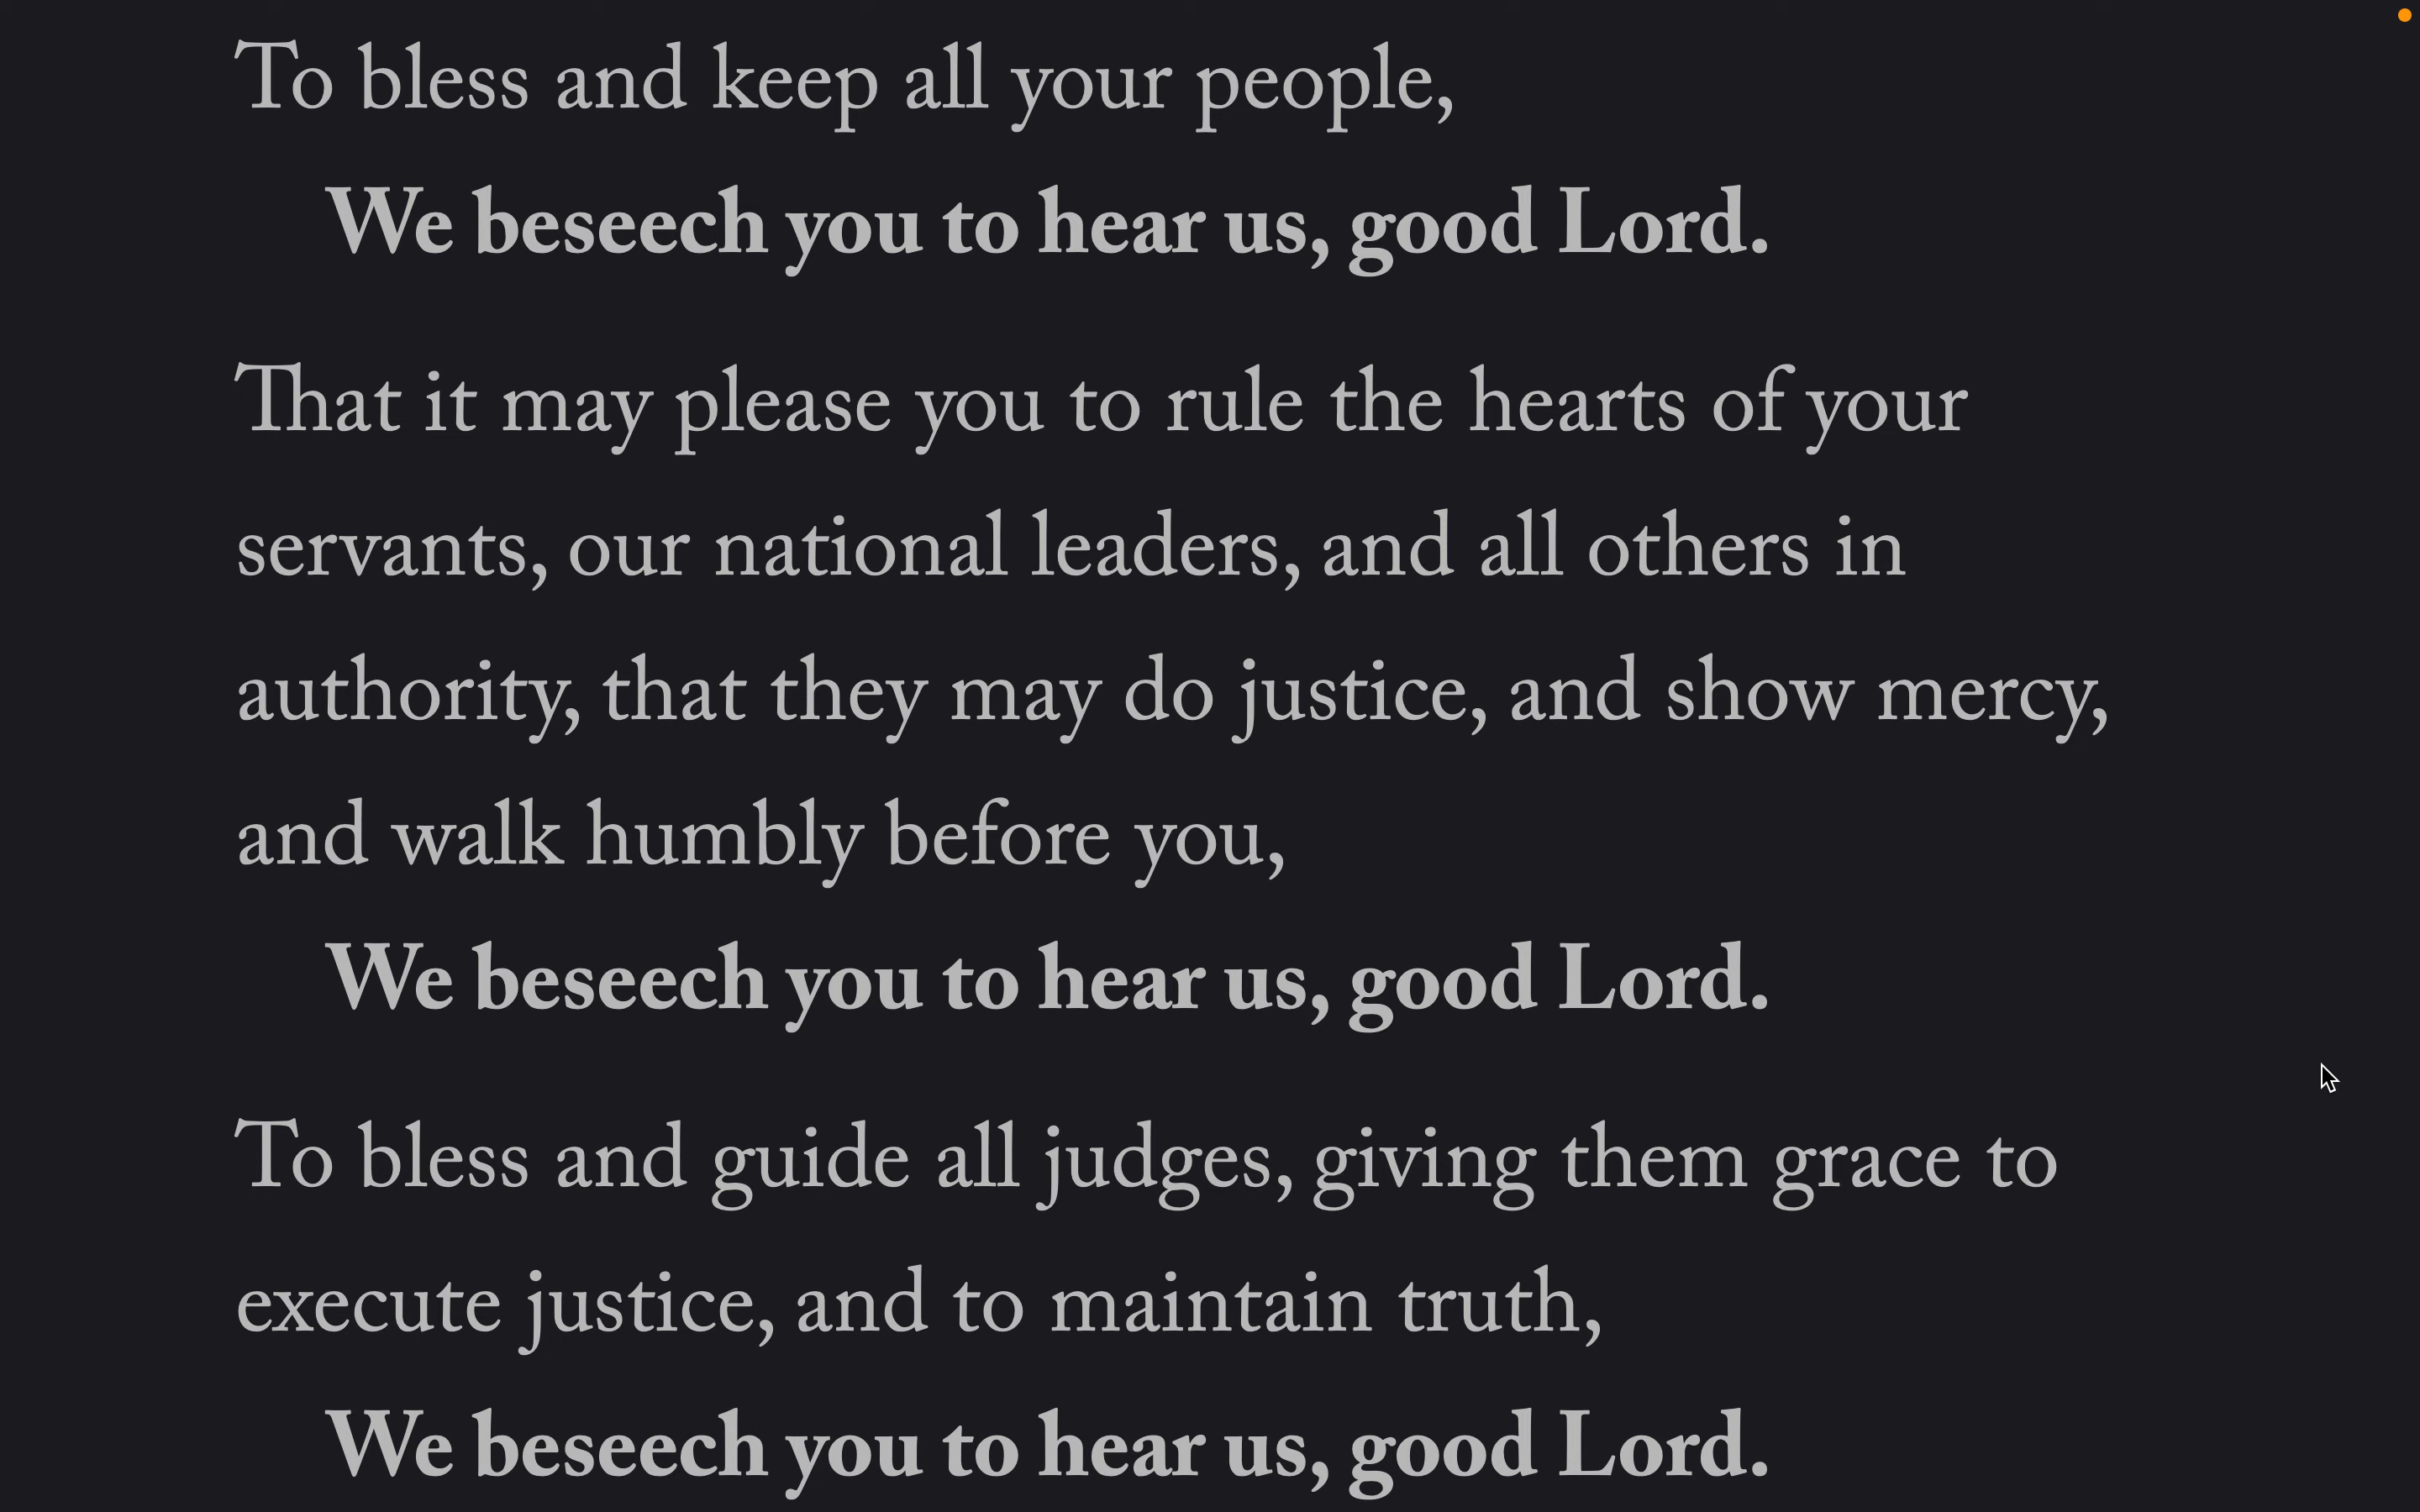 To bless and keep all your people,
We beseech you to hear us, good Lord.
That it may please you to rule the hearts of your
servants, our national leaders, and all others in
authority, that they may do justice, and show mercy,
and walk humbly before you,
We beseech you to hear us, good Lord.
To bless and guide all judges, giving them grace to
execute justice, and to maintain truth,
We beseech you to hear us, good Lord.